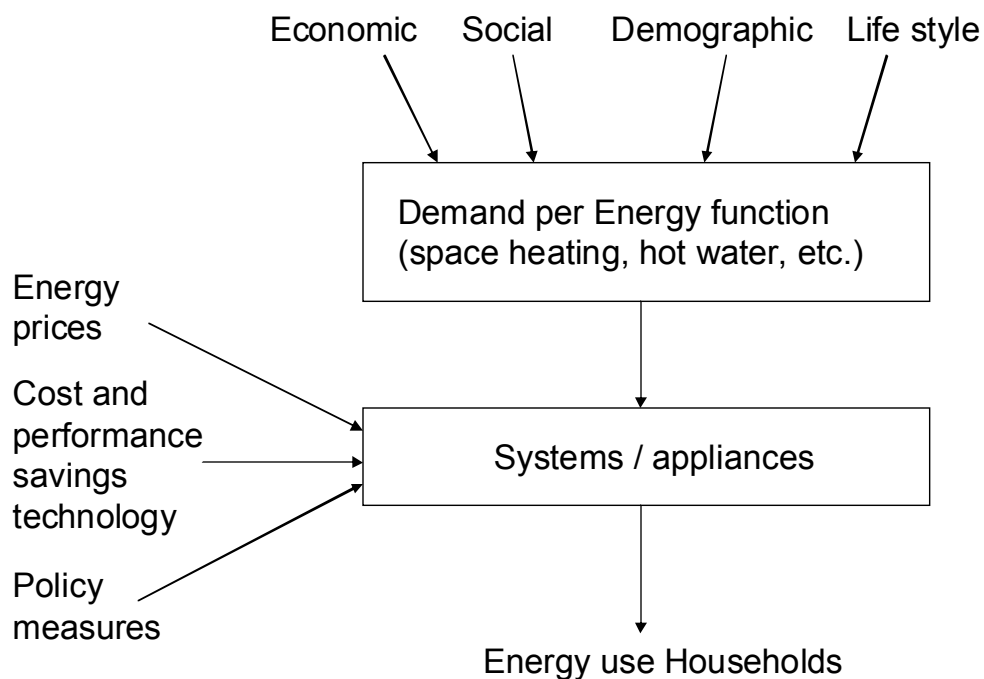 Economic Social Demographic Life style
Demand per Energy function
(space heating, hot water, etc.)
Energy
prices
Cost and
performance
savings
technology
Systems / appliances
Policy
measures
Energy use Households